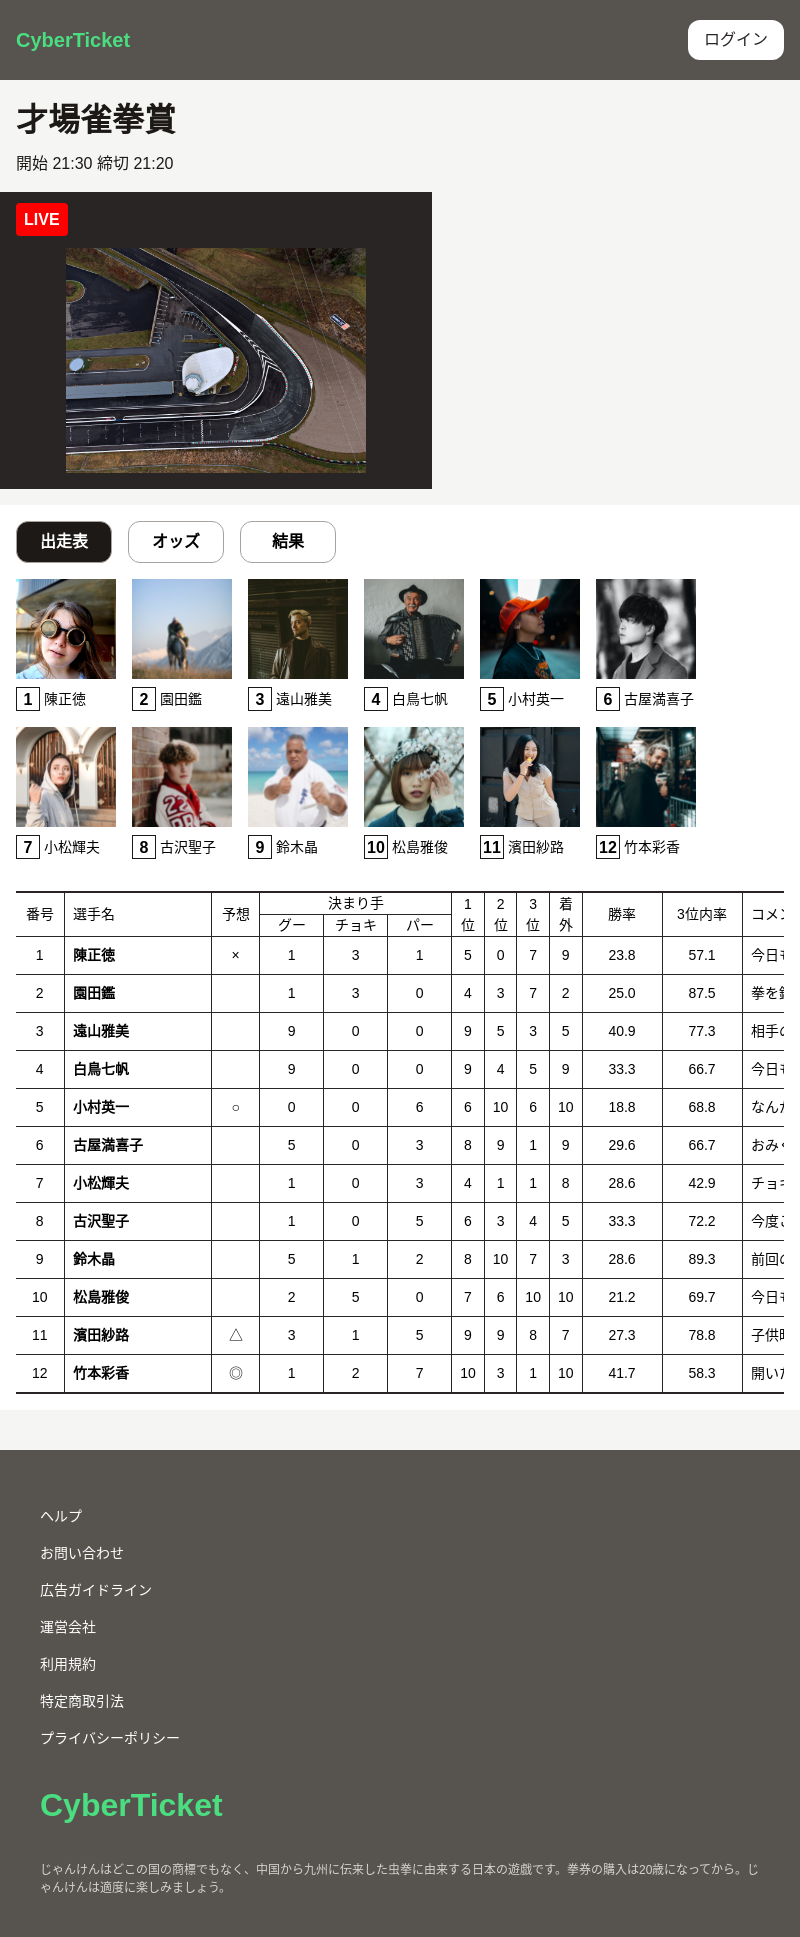 CyberTicket
ログイン
才場雀拳賞
開始 21:30 締切 21:20
LIVE
出走表 オッズ 結果
1 陳正徳 2 園田鑑 3 遠山雅美 4 白鳥七帆 5 小村英一 6 古屋満喜子
7 小松輝夫 8 古沢聖子 9 鈴木晶 10 松島雅俊 11 濱田紗路 12 竹本彩香
番号 選手名 予想 決まり手 グー チョキ パー 1位 2位 3位 着外 勝率 3位内率 コメン
1 陳正徳 × 1 3 1 5 0 7 9 23.8 57.1 今日も
2 園田鑑 1 3 0 4 3 7 2 25.0 87.5 拳を
3 遠山雅美 9 0 0 9 5 3 5 40.9 77.3 相手の
4 白鳥七帆 9 0 0 9 4 5 9 33.3 66.7 今日も
5 小村英一 ○ 0 0 6 6 10 6 10 18.8 68.8 なんか
6 古屋満喜子 5 0 3 8 9 1 9 29.6 66.7 おみく
7 小松輝夫 1 0 3 4 1 1 8 28.6 42.9 チョキ
8 古沢聖子 1 0 5 6 3 4 5 33.3 72.2 今度こ
9 鈴木晶 5 1 2 8 10 7 3 28.6 89.3 前回の
10 松島雅俊 2 5 0 7 6 10 10 21.2 69.7 今日も
11 濱田紗路 △ 3 1 5 9 9 8 7 27.3 78.8 子供時
12 竹本彩香 ◎ 1 2 7 10 3 1 10 41.7 58.3 開いた
ヘルプ
お問い合わせ
広告ガイドライン
運営会社
利用規約
特定商取引法
プライバシーポリシー
CyberTicket
じゃんけんはどこの国の商標でもなく、中国から九州に伝来した虫拳に由来する日本の遊戯です。拳券の購入は20歳になってから。じ
ゃんけんは適度に楽しみましょう。